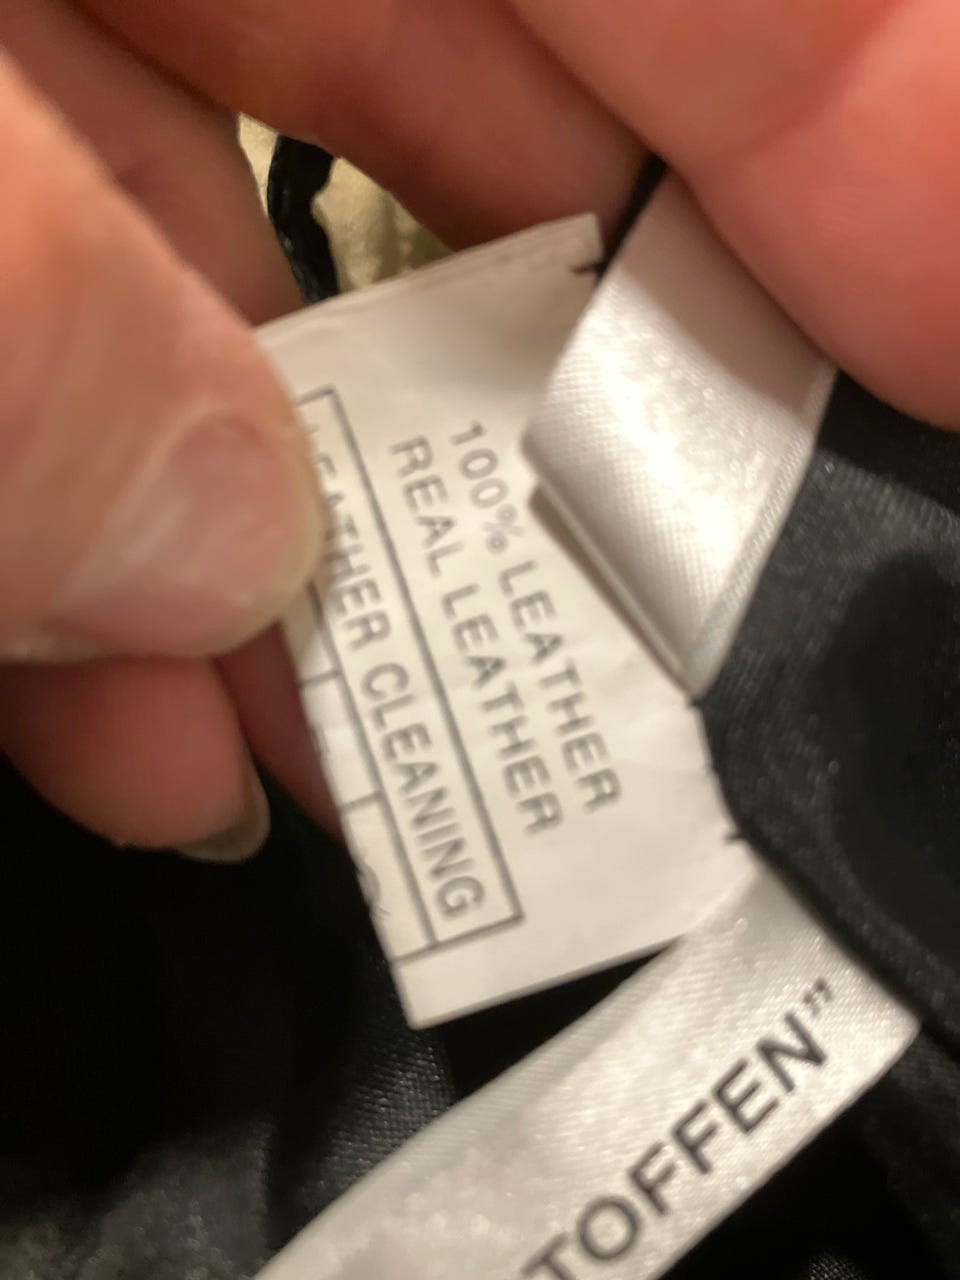 100% LEATHER
REAL LEATHER
LEATHER CLEANING
TOFFEN”